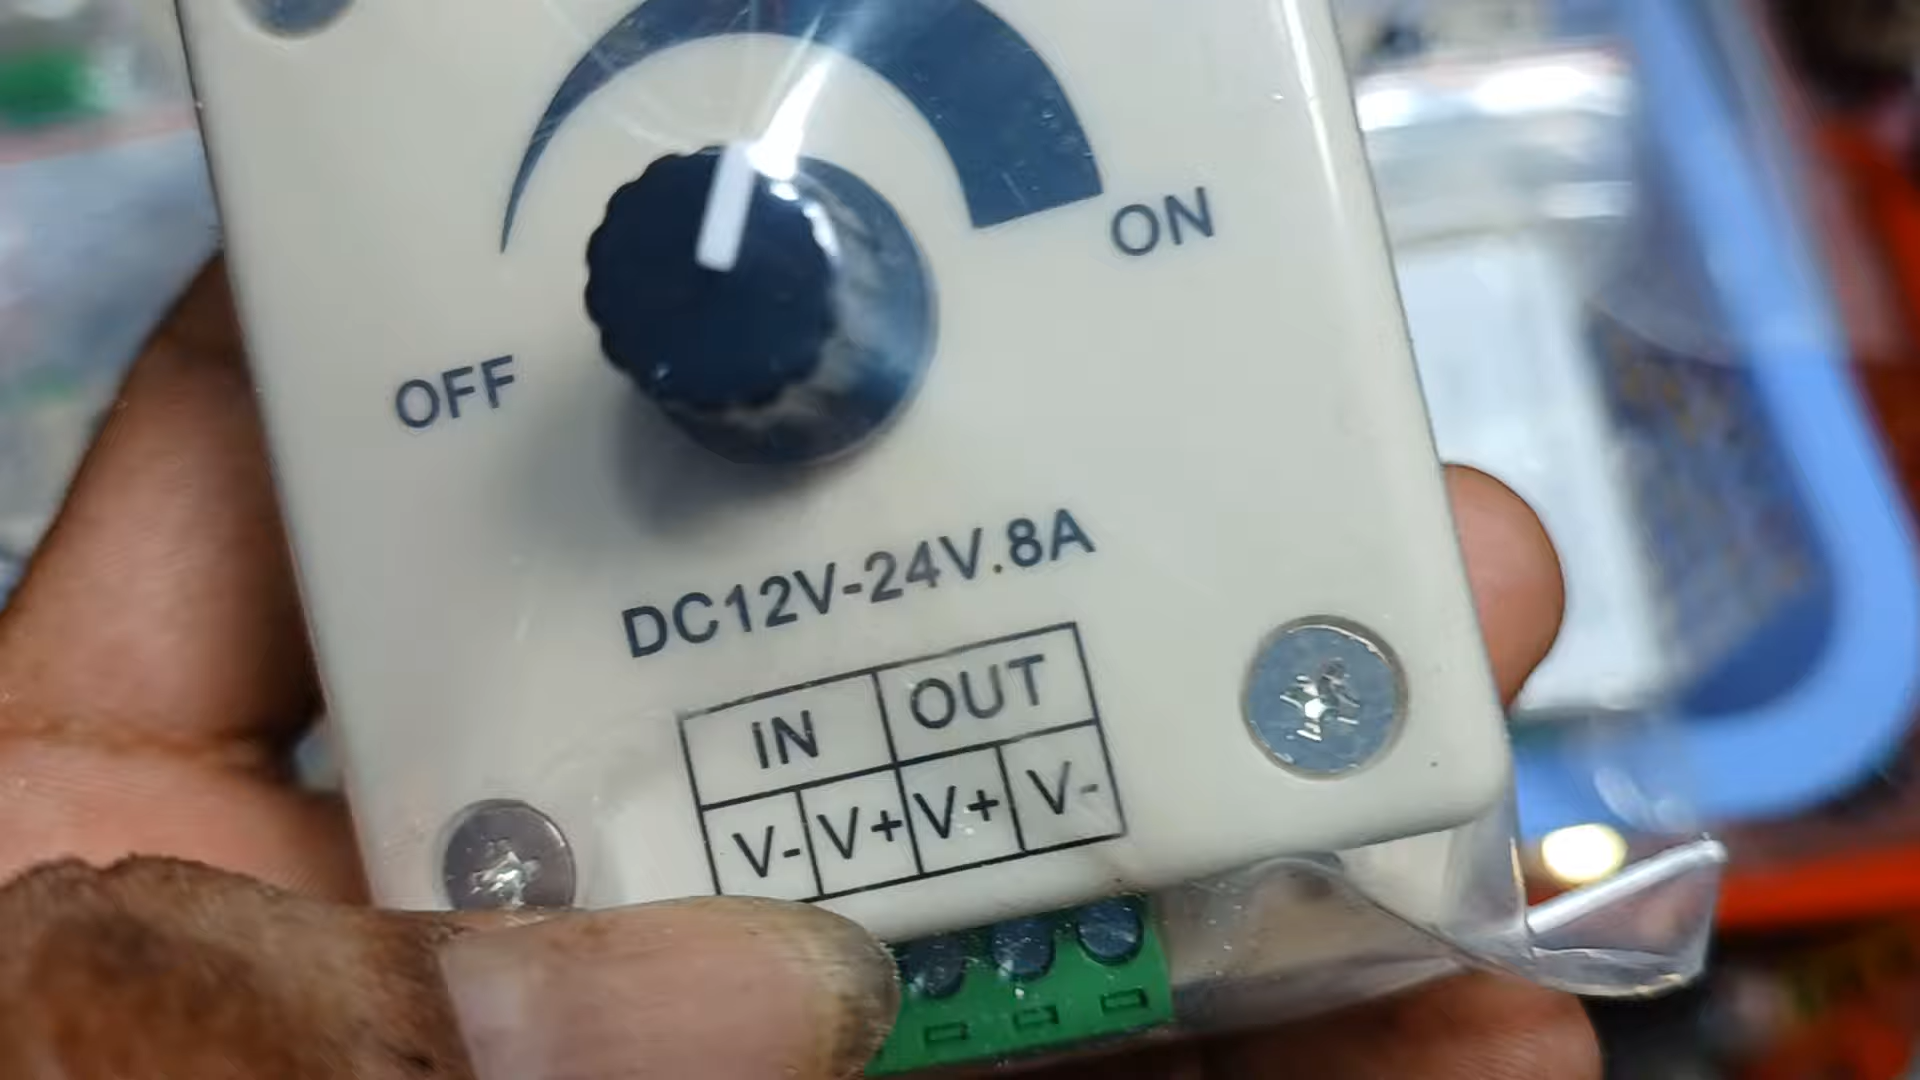 ON
OFF
DC12V-24V.8A
IN OUT
V- V+ V+ V-